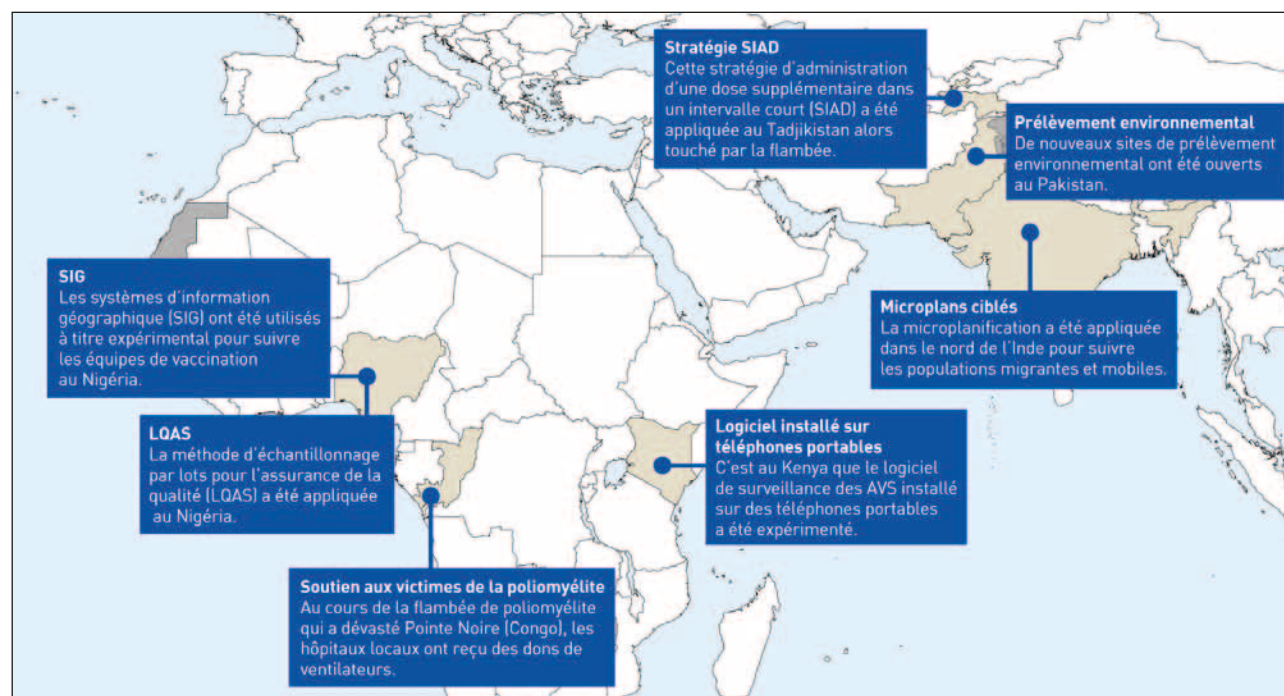 Stratégie SIAD
Cette stratégie d'administration
d'une dose supplémentaire dans
un intervalle court (SIAD) a été
appliquée au Tadjikistan alors
touché par la flambée.
Prélèvement environnemental
De nouveaux sites de prélèvement
environnemental ont été ouverts
au Pakistan.
SIG
Les systèmes d'information
géographique (SIG) ont été utilisés
à titre expérimental pour suivre
les équipes de vaccination
au Nigéria.
Microplans ciblés
La microplanification a été appliquée
dans le nord de l'Inde pour suivre
les populations migrantes et mobiles.
LQAS
La méthode d'échantillonnage
par lots pour l'assurance de la
qualité (LQAS) a été appliquée
au Nigéria.
Logiciel installé sur
téléphones portables
C'est au Kenya que le logiciel
de surveillance des AVS installé
sur des téléphones portables
a été expérimenté.
Soutien aux victimes de la poliomyélite
Au cours de la flambée de poliomyélite
qui a dévasté Pointe Noire (Congo), les
hôpitaux locaux ont reçu des dons de
ventilateurs.